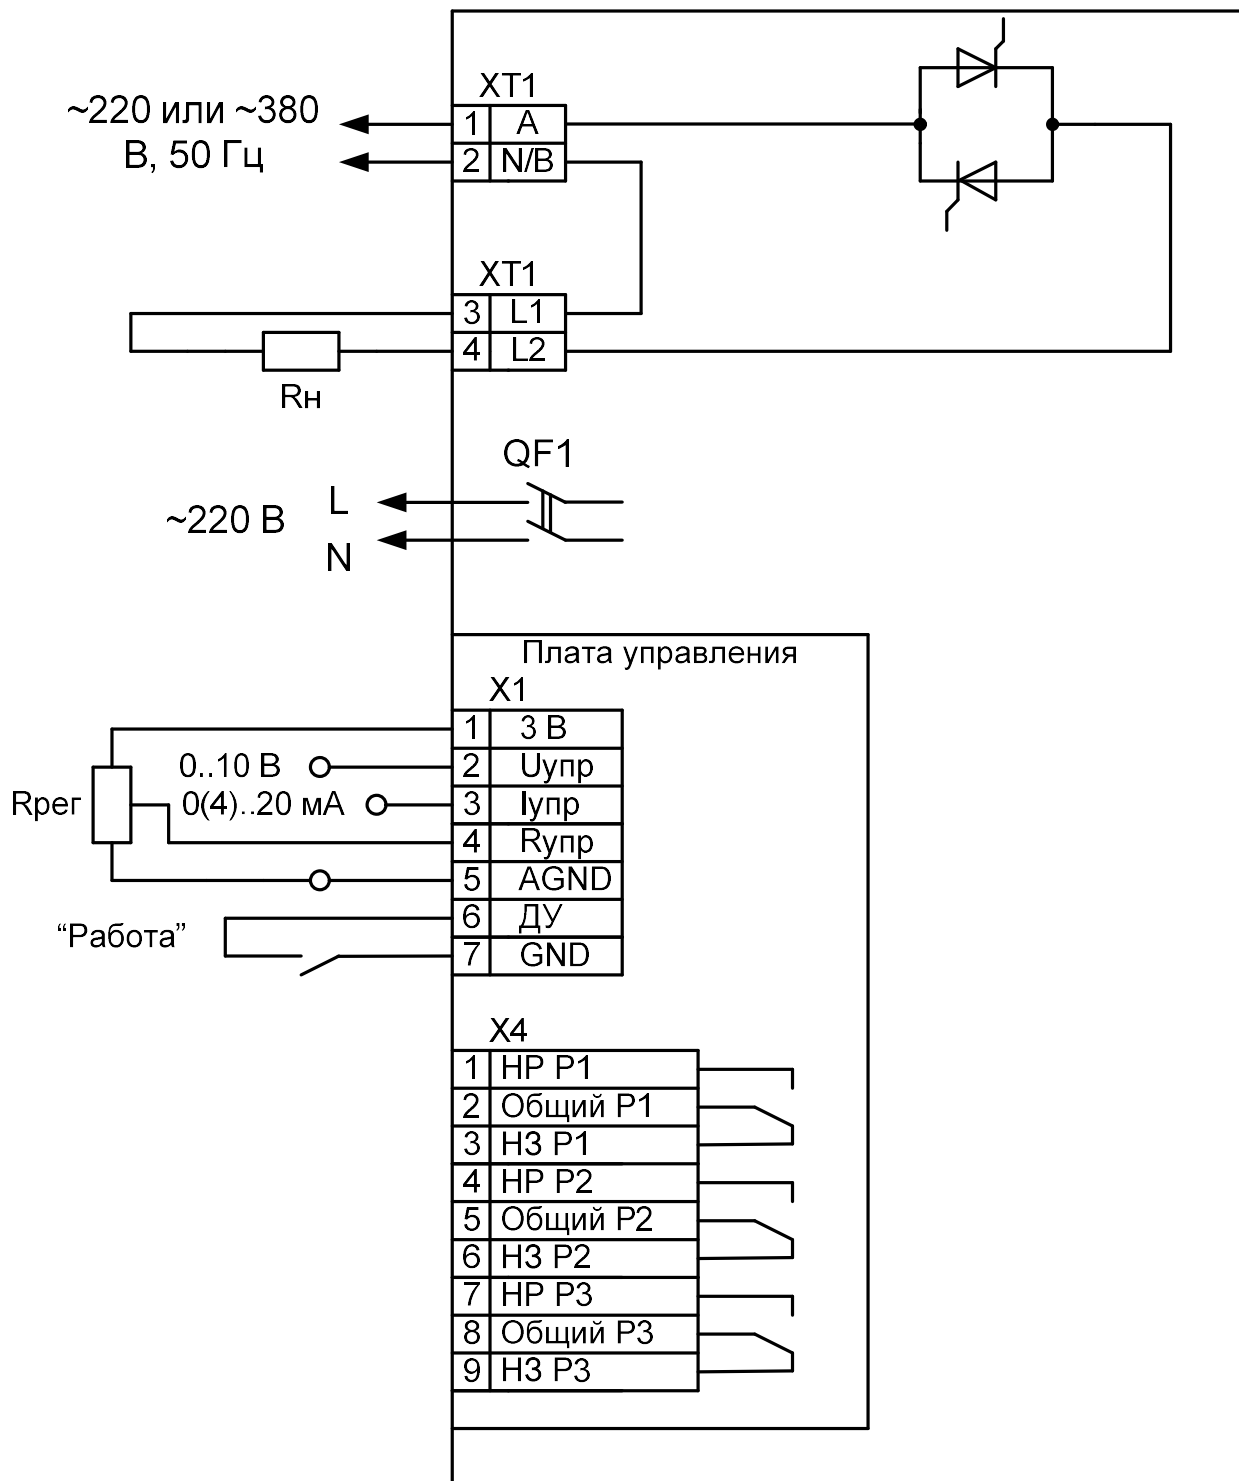 XT1
~220 или ~380
В, 50 Гц
1 A
2 N/B
XT1
3 L1
4 L2
Rн
QF1
~220 В
L
N
Плата управления
X1
1 3 В
0..10 В 2 Uупр
Rрег 0(4)..20 мА 3 Iупр
4 Rупр
5 AGND
6 ДУ
“Работа”
7 GND
X4
1 НР Р1
2 Общий Р1
3 НЗ Р1
4 НР Р2
5 Общий Р2
6 НЗ Р2
7 НР Р3
8 Общий Р3
9 НЗ Р3